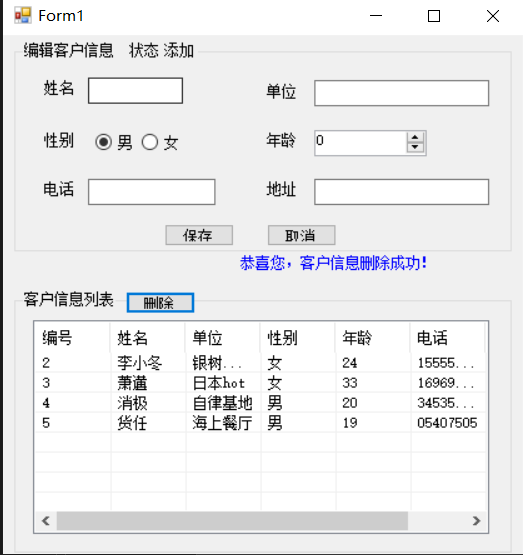 Form1
编辑客户信息 状态 添加
姓名 单位
性别 男 女 年龄 0
电话 地址
保存 取消
恭喜您，客户信息删除成功!
客户信息列表 删除
编号 姓名 单位 性别 年龄 电话
2 李小冬 银树... 女 24 15555...
3 萧邁 日本hot 女 33 16969...
4 消极 自律基地 男 20 34535...
5 货任 海上餐厅 男 19 05407505